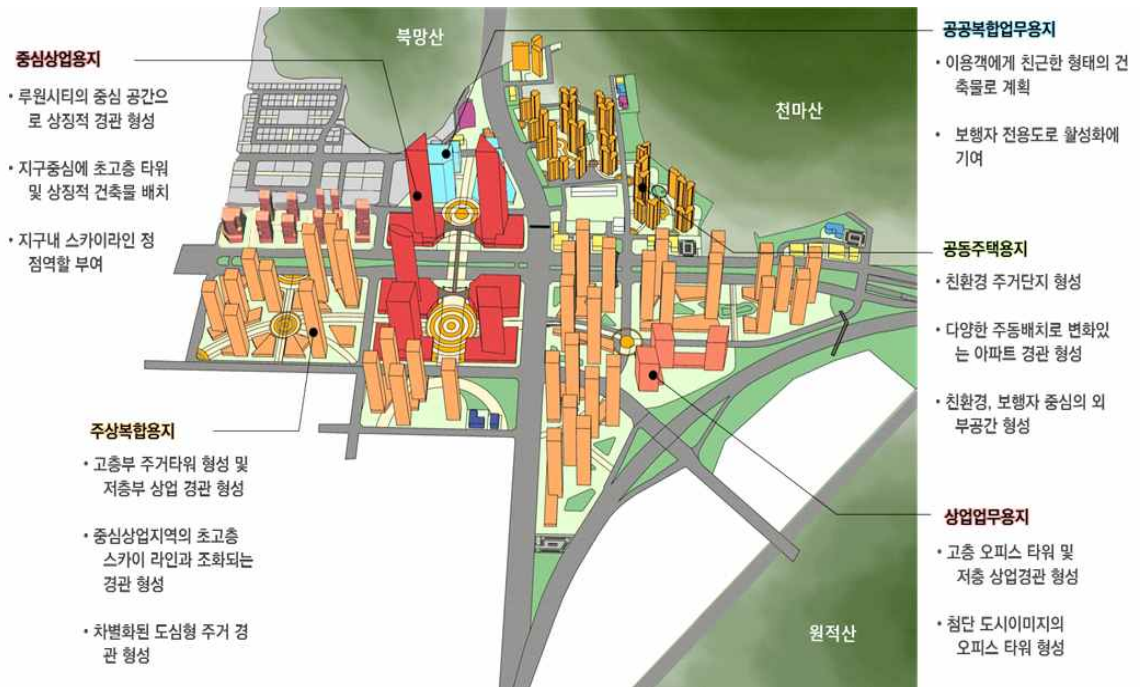 북망산
천마산
원적산
중심상업용지
• 루원시티의 중심 공간으
로 상징적 경관 형성
• 지구중심에 초고층 타워
및 상징적 건축물 배치
• 지구내 스카이라인 정
점역할 부여
주상복합용지
• 고층부 주거타워 형성 및
저층부 상업 경관 형성
• 중심상업지역의 초고층
스카이 라인과 조화되는
경관 형성
• 차별화된 도심형 주거 경
관 형성
공공복합업무용지
• 이용객에게 친근한 형태의 건
축물로 계획
• 보행자 전용도로 활성화에
기여
공동주택용지
• 친환경 주거단지 형성
• 다양한 주동배치로 변화있
는 아파트 경관 형성
• 친환경, 보행자 중심의 외
부공간 형성
상업업무용지
• 고층 오피스 타워 및
저층 상업경관 형성
• 첨단 도시이미지의
오피스 타워 형성